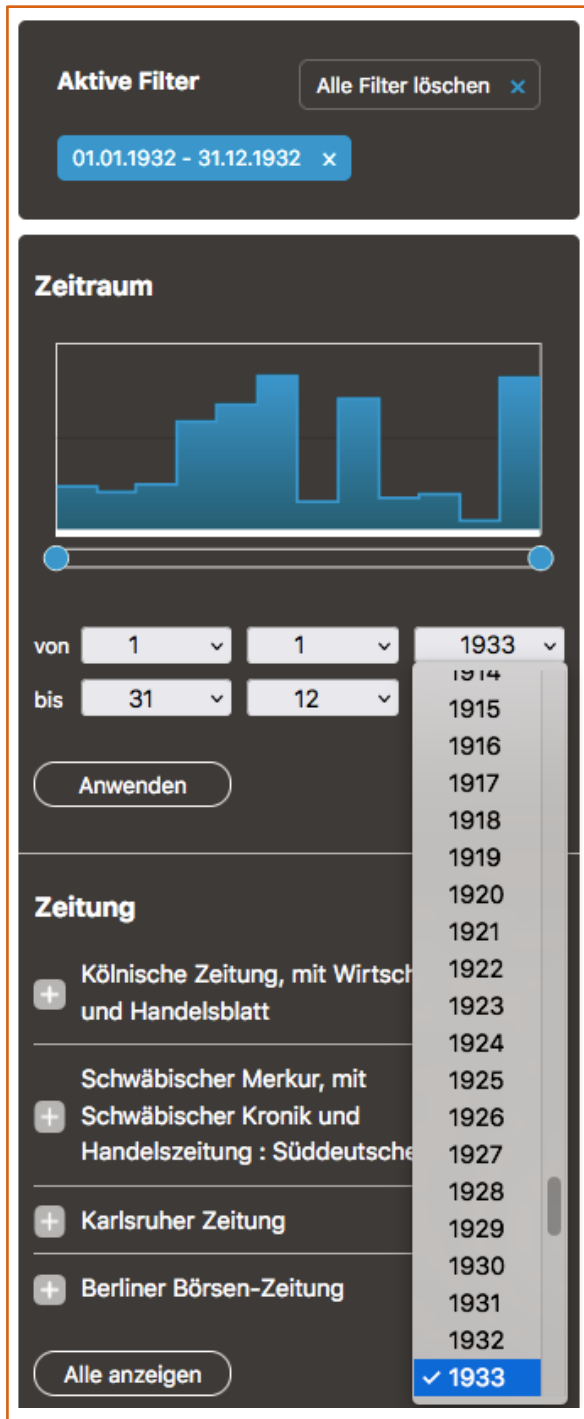 Aktive Filter
Alle Filter löschen ×
01.01.1932 - 31.12.1932 ×
Zeitraum
von 1 1 1933
bis 31 12
1914
1915
1916
1917
1918
1919
1920
1921
1922
1923
1924
1925
1926
1927
1928
1929
1930
1931
1932
✓ 1933
Anwenden
Zeitung
Kölnische Zeitung, mit Wirtsch
und Handelsblatt
Schwäbischer Merkur, mit
Schwäbischer Kronik und
Handelszeitung : Süddeutsche
Karlsruher Zeitung
Berliner Börsen-Zeitung
Alle anzeigen